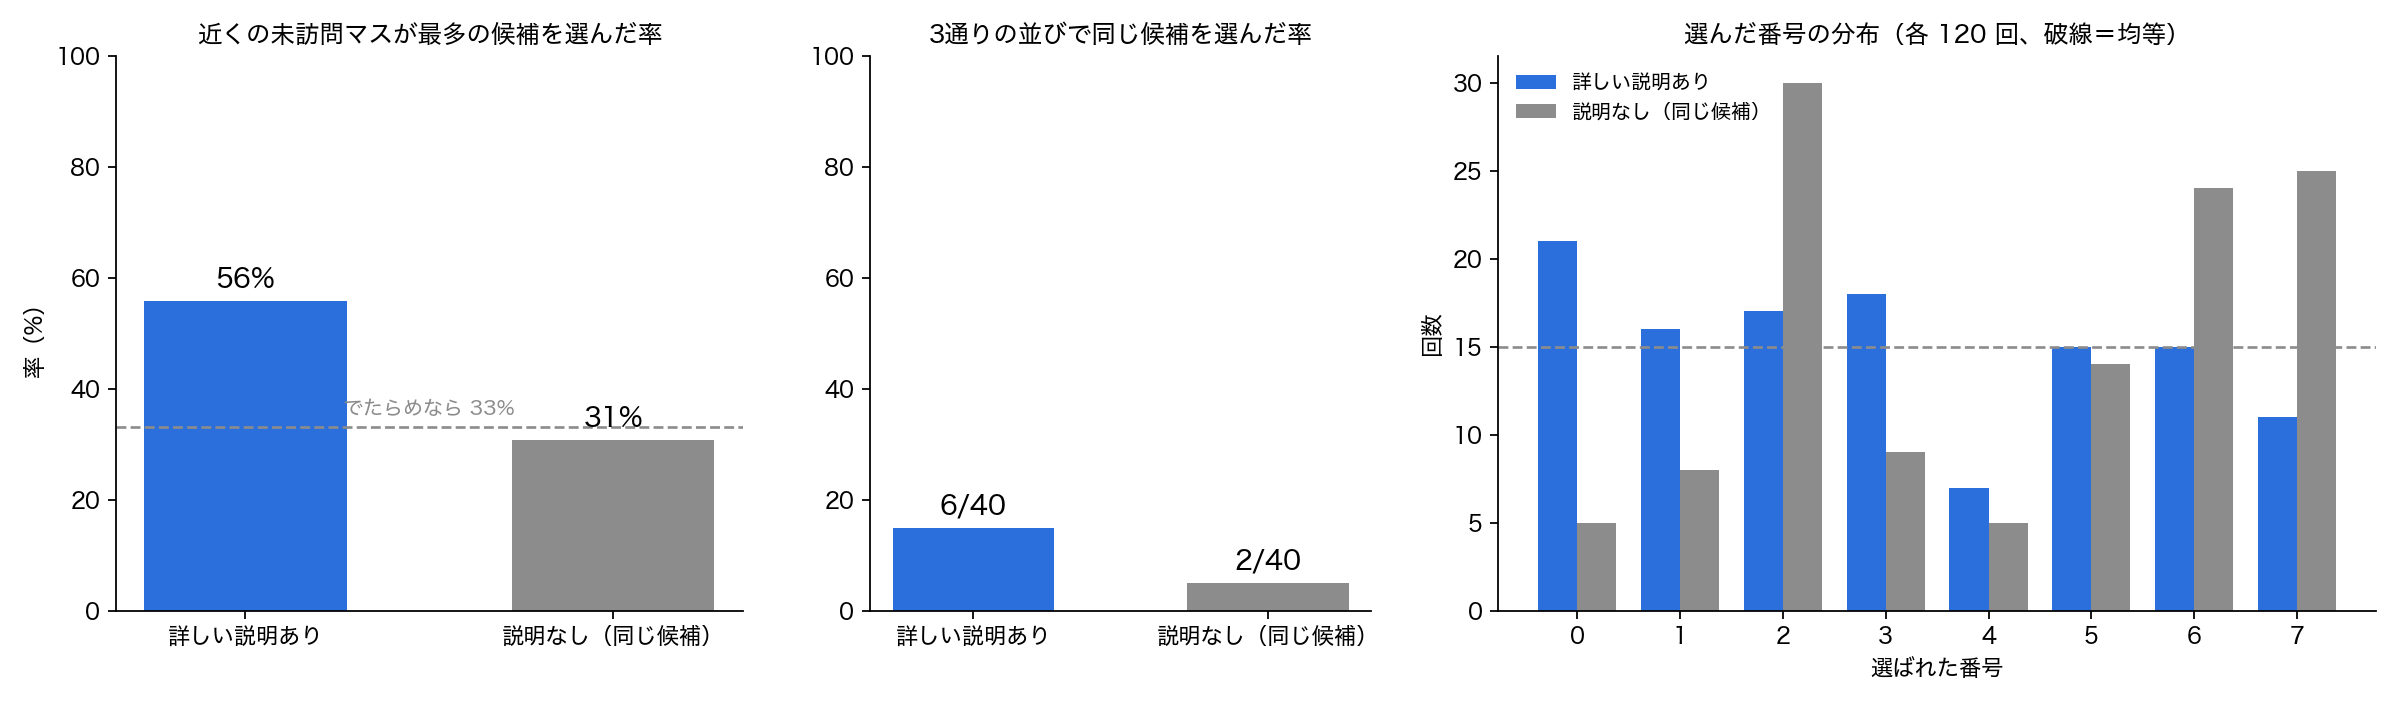 近くの未訪問マスが最多の候補を選んだ率
率 (%)
100
80
60
40
20
0
56%
でたらめなら 33%
31%
詳しい説明あり
説明なし（同じ候補）
3通りの並びで同じ候補を選んだ率
100
80
60
40
20
0
6/40
2/40
詳しい説明あり
説明なし（同じ候補）
選んだ番号の分布（各 120 回、破線＝均等）
詳しい説明あり
説明なし（同じ候補）
回数
30
25
20
15
10
5
0
0 1 2 3 4 5 6 7
選ばれた番号